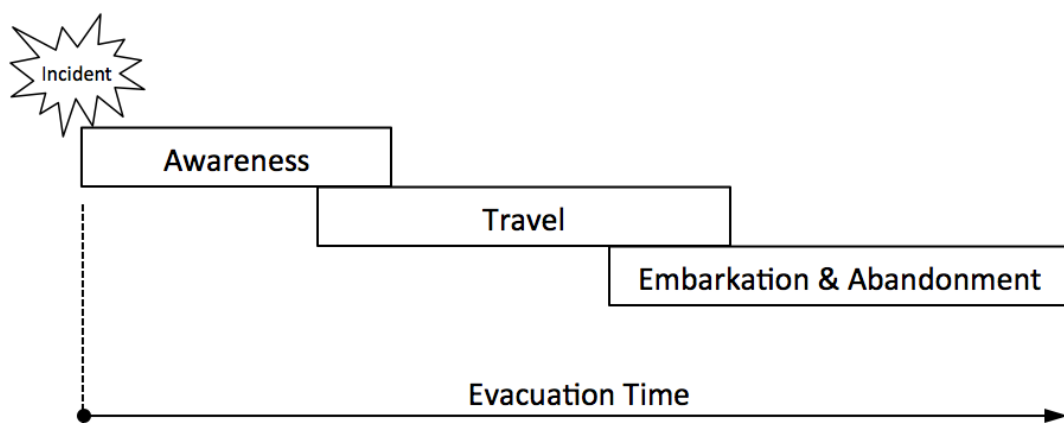 Incident
Awareness
Travel
Embarkation & Abandonment
Evacuation Time